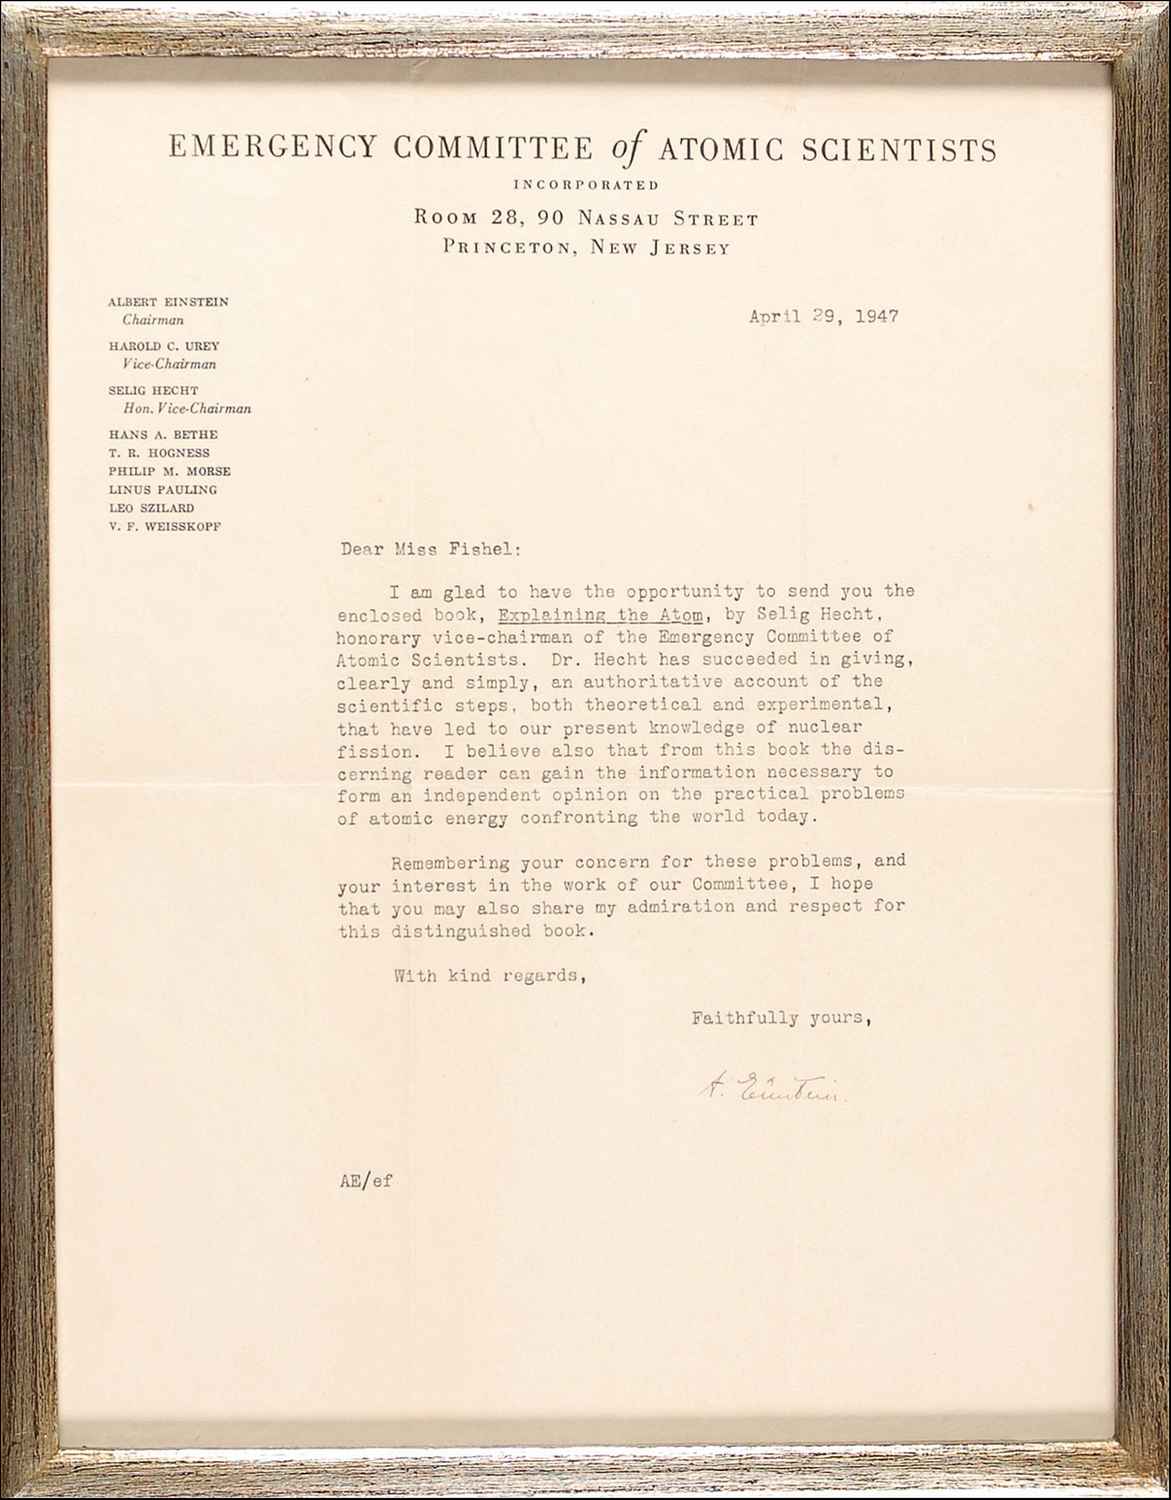 EMERGENCY COMMITTEE of ATOMIC SCIENTISTS
INCORPORATED
ROOM 28, 90 NASSAU STREET
PRINCETON, NEW JERSEY
ALBERT EINSTEIN
Chairman
HAROLD C. UREY
Vice-Chairman
SELIG HECHT
Hon. Vice-Chairman
HANS A. BETHE
T. R. HOGNESS
PHILIP M. MORSE
LINUS PAULING
LEO SZILARD
V. F. WEISSKOPF
April 29, 1947
Dear Miss Fishel:
I am glad to have the opportunity to send you the
enclosed book, Explaining the Atom, by Selig Hecht,
honorary vice-chairman of the Emergency Committee of
Atomic Scientists. Dr. Hecht has succeeded in giving,
clearly and simply, an authoritative account of the
scientific steps, both theoretical and experimental,
that have led to our present knowledge of nuclear
fission. I believe also that from this book the dis-
cerning reader can gain the information necessary to
form an independent opinion on the practical problems
of atomic energy confronting the world today.
Remembering your concern for these problems, and
your interest in the work of our Committee, I hope
that you may also share my admiration and respect for
this distinguished book.
With kind regards,
Faithfully yours,
A. Einstein.
AE/ef